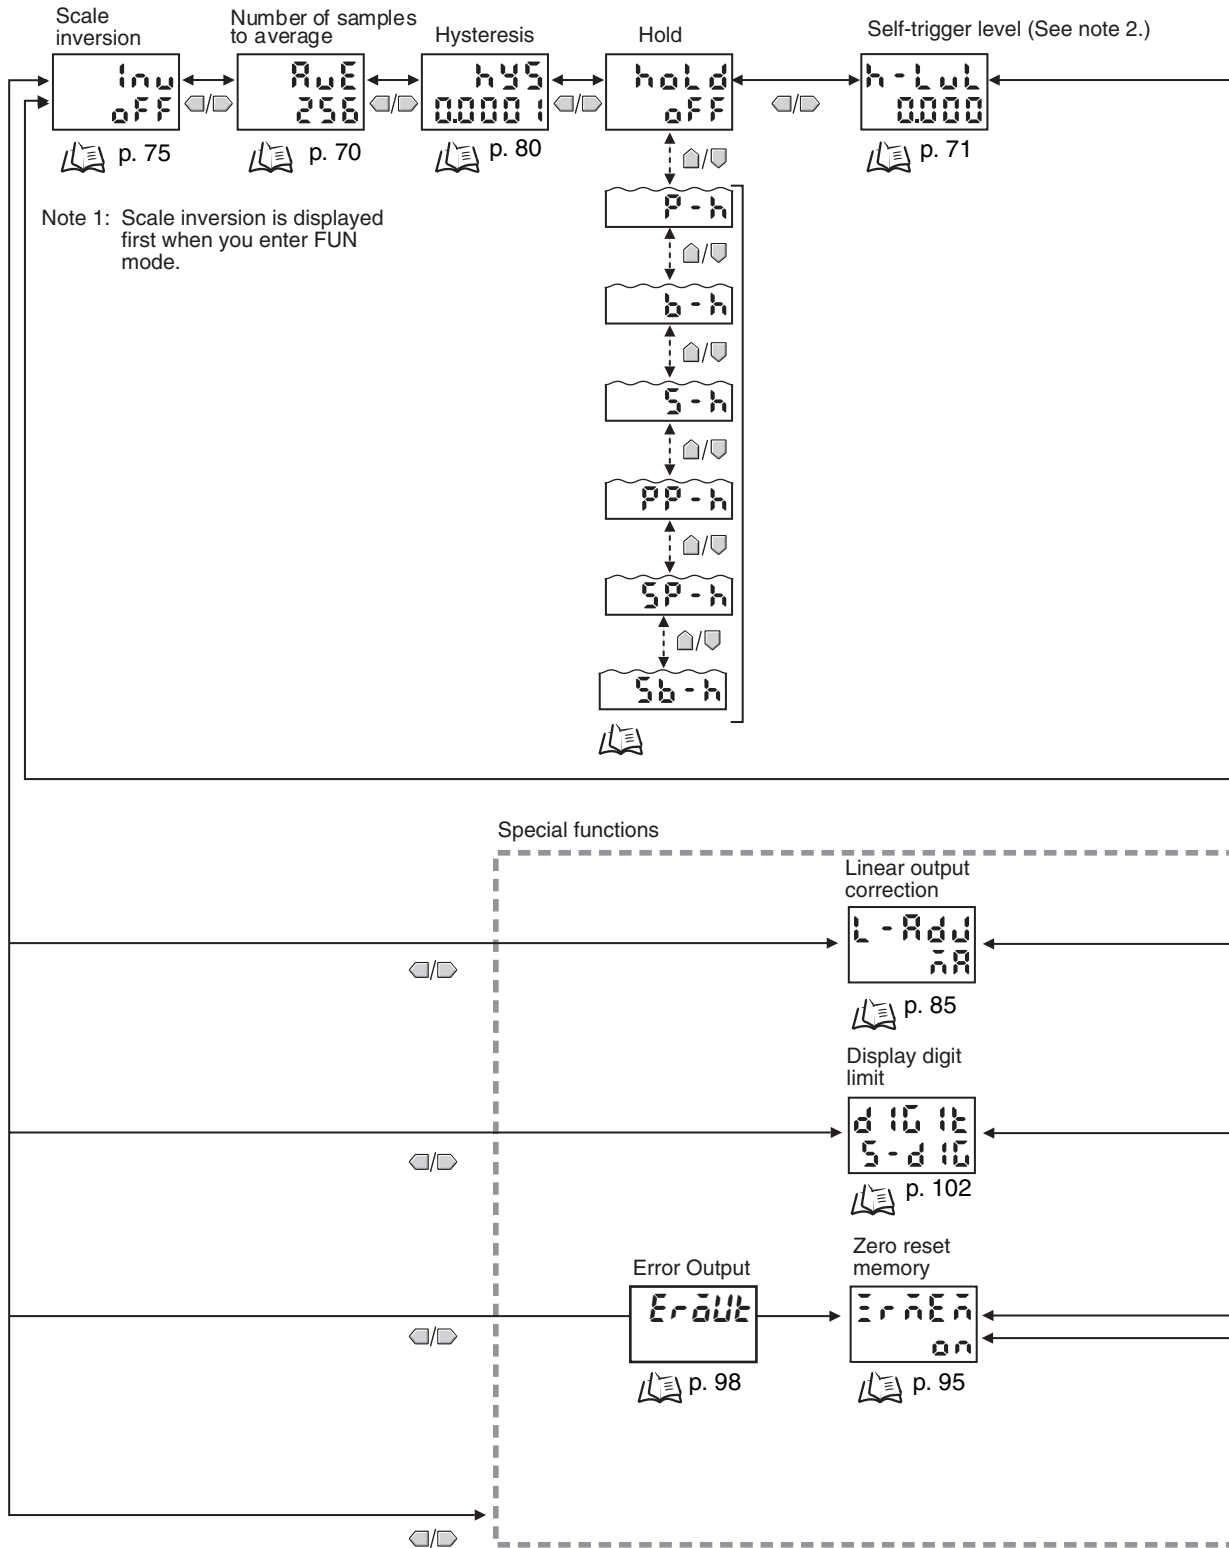 Scale
inversion
Number of samples
to average
Hysteresis
Hold
Self-trigger level (See note 2.)
Inv
oFF
AvE
256
hYS
0.0001
hoLd
oFF
h-LvL
0.000
p. 75
p. 70
p. 80
p. 71
Note 1: Scale inversion is displayed
first when you enter FUN
mode.
P-h
b-h
S-h
PP-h
SP-h
Sb-h
Special functions
Linear output
correction
L-AdJ
mA
p. 85
Display digit
limit
dIGIt
S-dIG
p. 102
Error Output
ErōUt
p. 98
Zero reset
memory
ZrmEm
on
p. 95